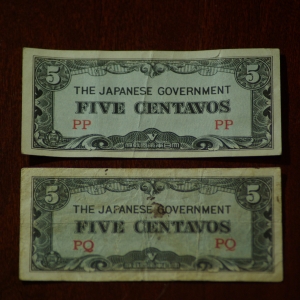 5 5
THE JAPANESE GOVERNMENT
FIVE CENTAVOS
PP PP
5 5
THE JAPANESE GOVERNMENT
FIVE CENTAVOS
PQ PQ